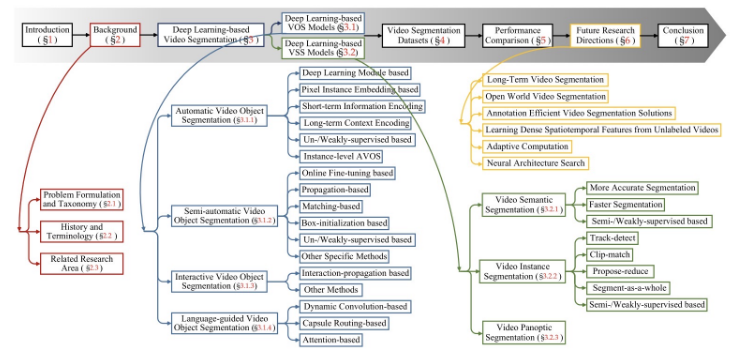 Introduction
( §1 )
Background
( §2 )
Deep Learning-based
Video Segmentation (§3 )
Deep Learning-based
VOS Models (§3.1)
Deep Learning-based
VSS Models (§3.2)
Video Segmentation
Datasets (§4 )
Performance
Comparison ( §5 )
Future Research
Directions ( §6 )
Conclusion
( §7 )
Problem Formulation
and Taxonomy (§2.1 )
History and
Terminology (§2.2 )
Related Research
Area ( §2.3 )
Automatic Video Object
Segmentation (§3.1.1)
Deep Learning Module based
Pixel Instance Embedding based
Short-term Information Encoding
Long-term Context Encoding
Un-/Weakly-supervised based
Instance-level AVOS
Semi-automatic Video
Object Segmentation (§3.1.2 )
Online Fine-tuning based
Propagation-based
Matching-based
Box-initialization based
Un-/Weakly-supervised based
Other Specific Methods
Interactive Video Object
Segmentation (§3.1.3)
Interaction-propagation based
Other Methods
Language-guided Video
Object Segmentation (§3.1.4 )
Dynamic Convolution-based
Capsule Routing-based
Attention-based
Long-Term Video Segmentation
Open World Video Segmentation
Annotation Efficient Video Segmentation Solutions
Learning Dense Spatiotemporal Features from Unlabeled Videos
Adaptive Computation
Neural Architecture Search
Video Semantic
Segmentation (§3.2.1 )
More Accurate Segmentation
Faster Segmentation
Semi-/Weakly-supervised based
Video Instance
Segmentation (§3.2.2 )
Track-detect
Clip-match
Propose-reduce
Segment-as-a-whole
Semi-/Weakly-supervised based
Video Panoptic
Segmentation (§3.2.3 )